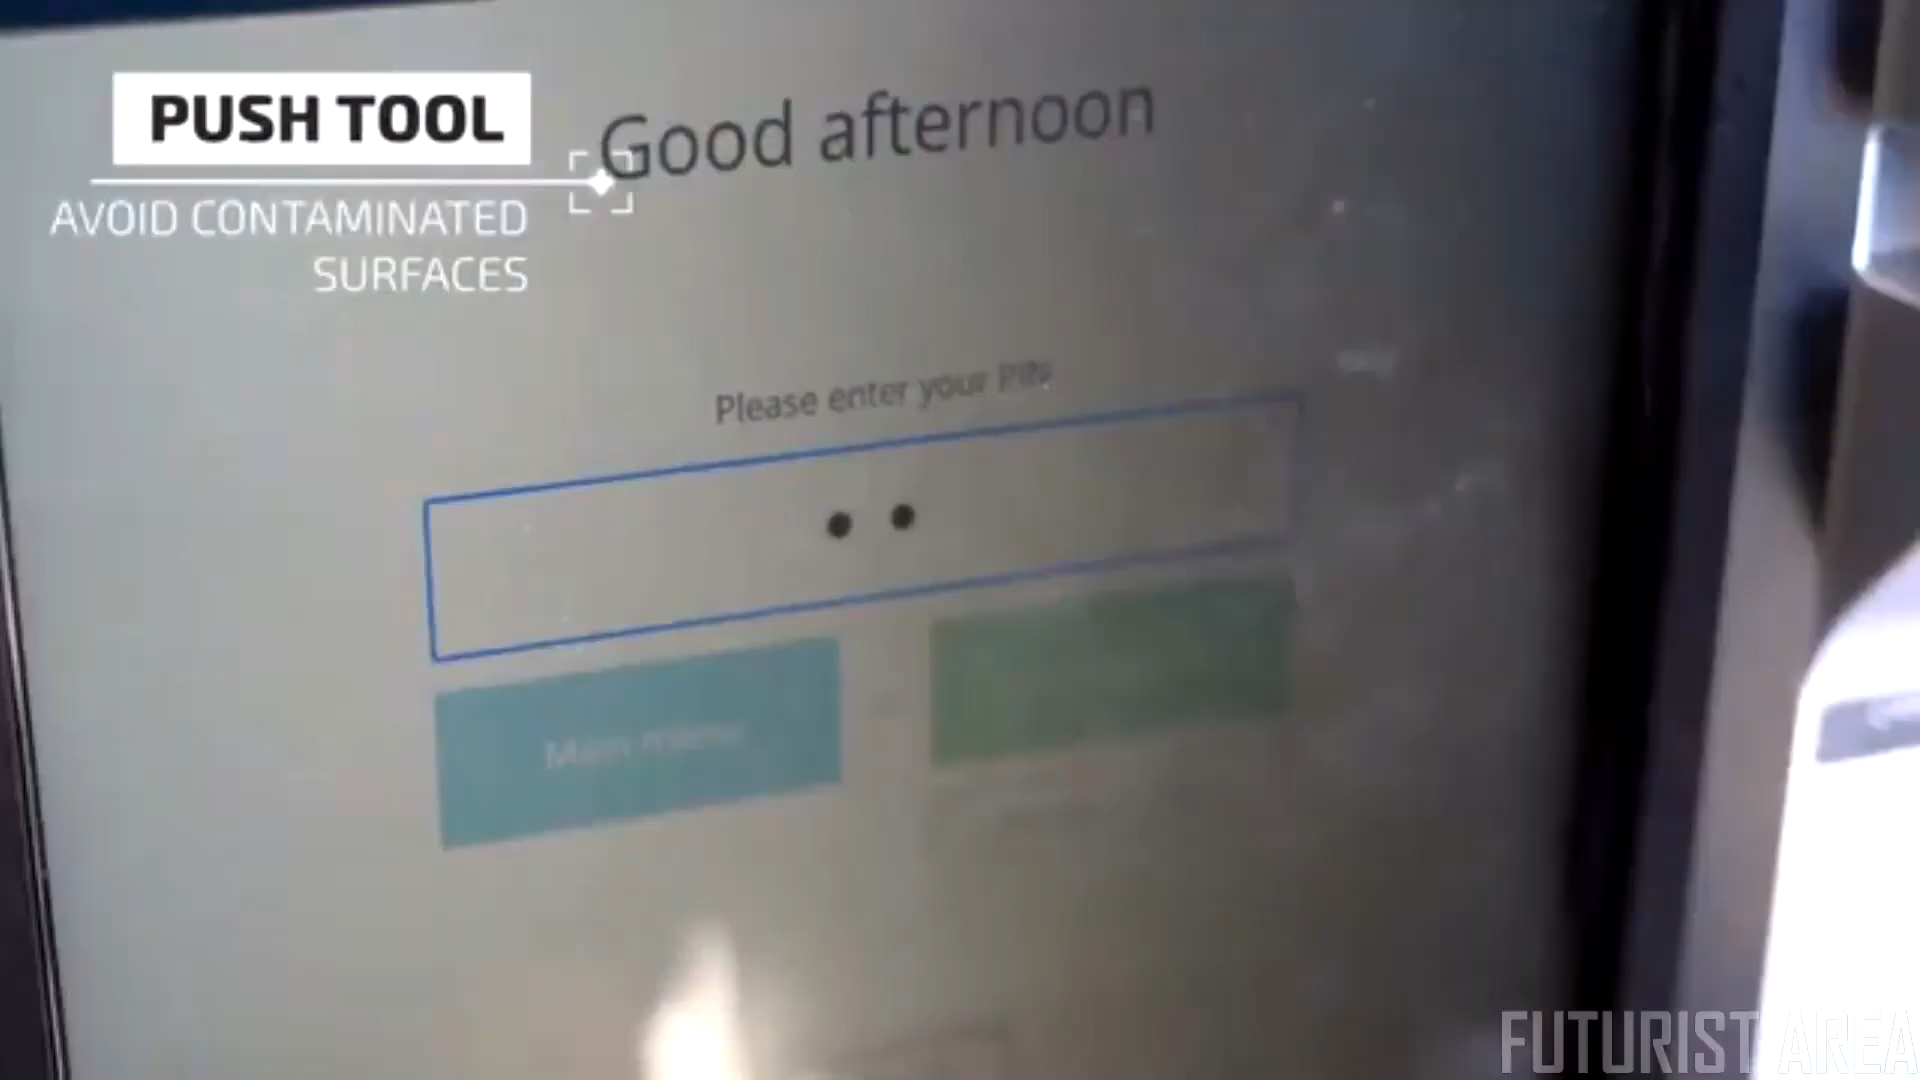 PUSH TOOL
AVOID CONTAMINATED
SURFACES
Good afternoon
Please enter your PIN
Main menu
FUTURIST AREA